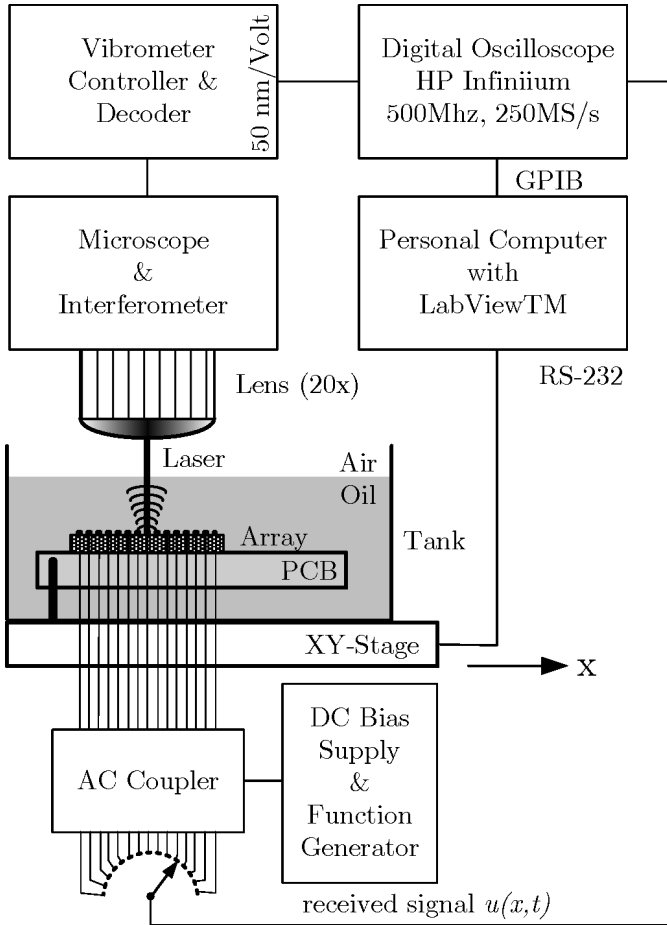 Vibrometer
Controller &
Decoder
50 nm/Volt
Digital Oscilloscope
HP Infiniium
500Mhz, 250MS/s
GPIB
Microscope
&
Interferometer
Personal Computer
with
LabViewTM
RS-232
Lens (20x)
Laser
Air
Oil
Array
PCB
Tank
XY-Stage
x
AC Coupler
DC Bias
Supply
&
Function
Generator
received signal u(x,t)